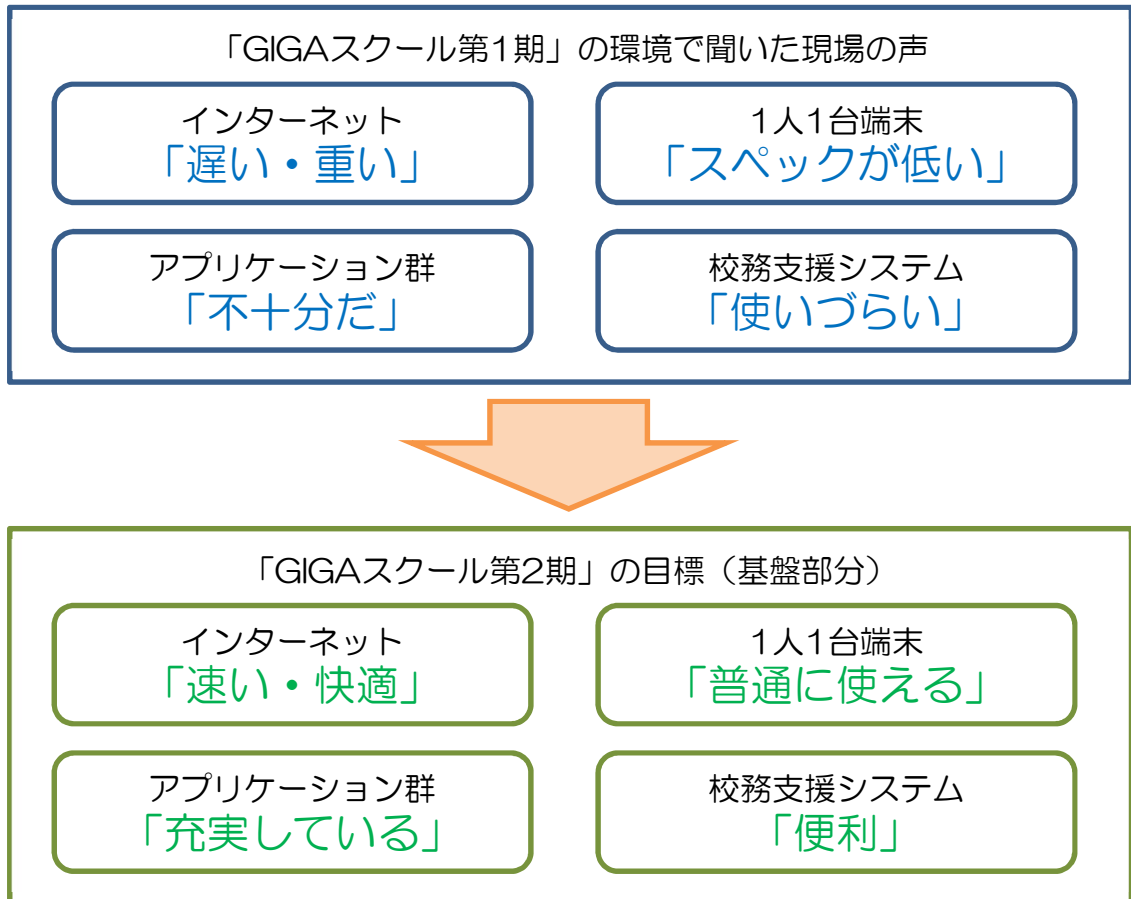 「GIGAスクール第1期」の環境で聞いた現場の声
インターネット
「遅い・重い」
1人1台端末
「スペックが低い」
アプリケーション群
「不十分だ」
校務支援システム
「使いづらい」
「GIGAスクール第2期」の目標（基盤部分）
インターネット
「速い・快適」
1人1台端末
「普通に使える」
アプリケーション群
「充実している」
校務支援システム
「便利」